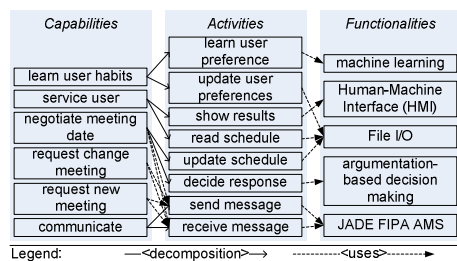 Capabilities
learn user habits
service user
negotiate meeting
date
request change
meeting
request new
meeting
communicate
Activities
learn user
preference
update user
preferences
show results
read schedule
update schedule
decide response
send message
receive message
Functionalities
machine learning
Human-Machine
Interface (HMI)
File I/O
argumentation-
based decision
making
JADE FIPA AMS
Legend: <decomposition> <uses>